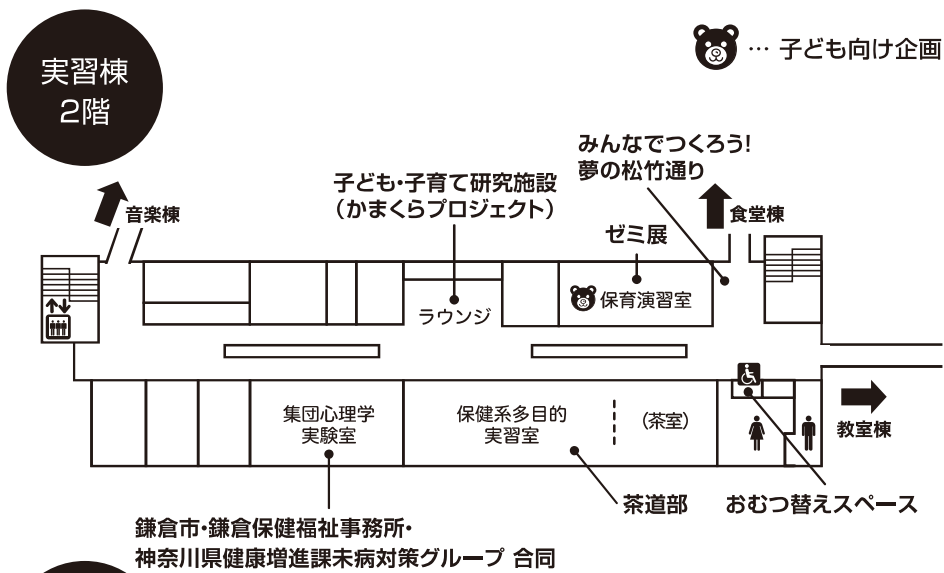 実習棟
2階
… 子ども向け企画
みんなでつくろう!
夢の松竹通り
子ども・子育て研究施設
（かまくらプロジェクト）
音楽棟
食堂棟
ゼミ展
保育演習室
ラウンジ
集団心理学
実験室
保健系多目的
実習室
（茶室）
教室棟
茶道部
おむつ替えスペース
鎌倉市・鎌倉保健福祉事務所・
神奈川県健康増進課未病対策グループ 合同